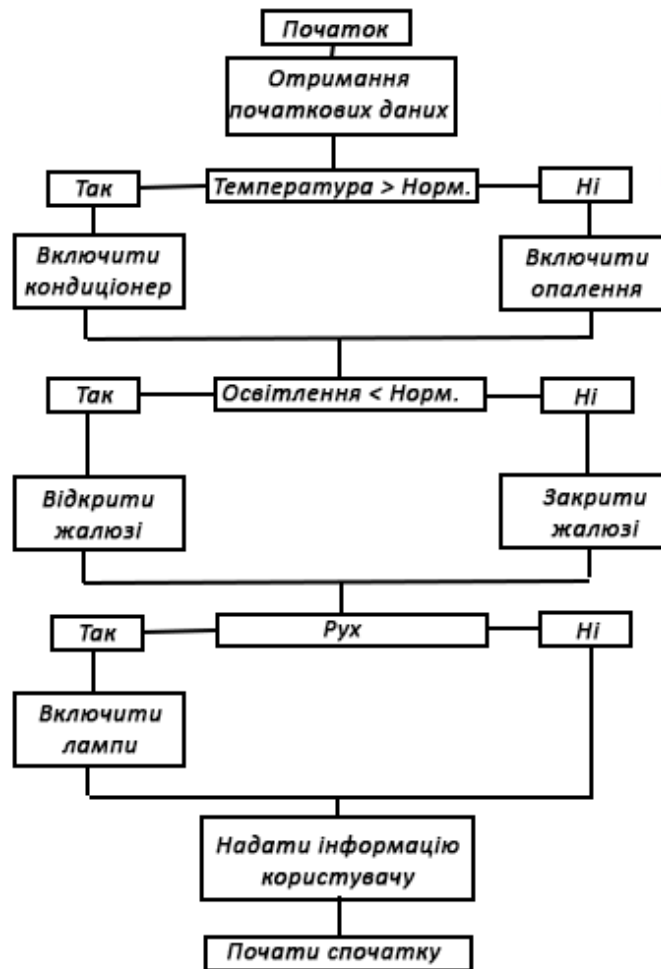 Початок
Отримання
початкових даних
Так
Температура > Норм.
Ні
Включити
кондиціонер
Включити
опалення
Так
Освітлення < Норм.
Ні
Відкрити
жалюзі
Закрити
жалюзі
Так
Рух
Ні
Включити
лампи
Надати інформацію
користувачу
Почати спочатку